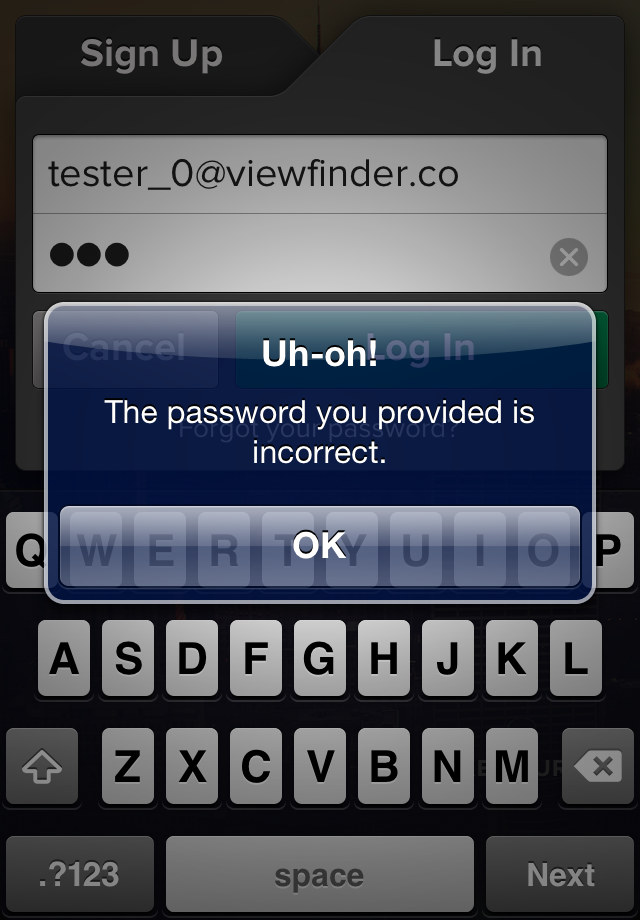 Sign Up Log In
tester_0@viewfinder.co
●●●
Cancel Log In
Uh-oh!
The password you provided is
incorrect.
Forgot your password?
OK
Q W E R T Y U I O P
A S D F G H J K L
Z X C V B N M
.?123 space Next